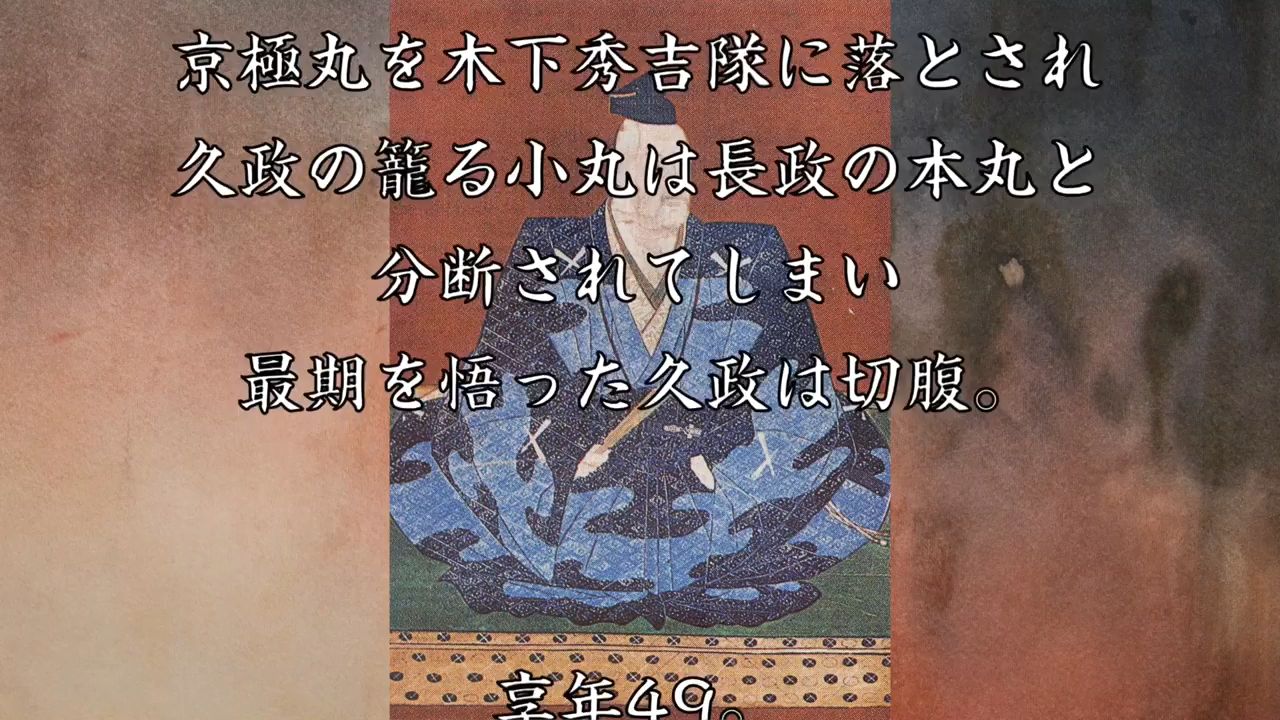 京極丸を木下秀吉隊に落とされ
久政の籠る小丸は長政の本丸と
分断されてしまい
最期を悟った久政は切腹。
享年49。